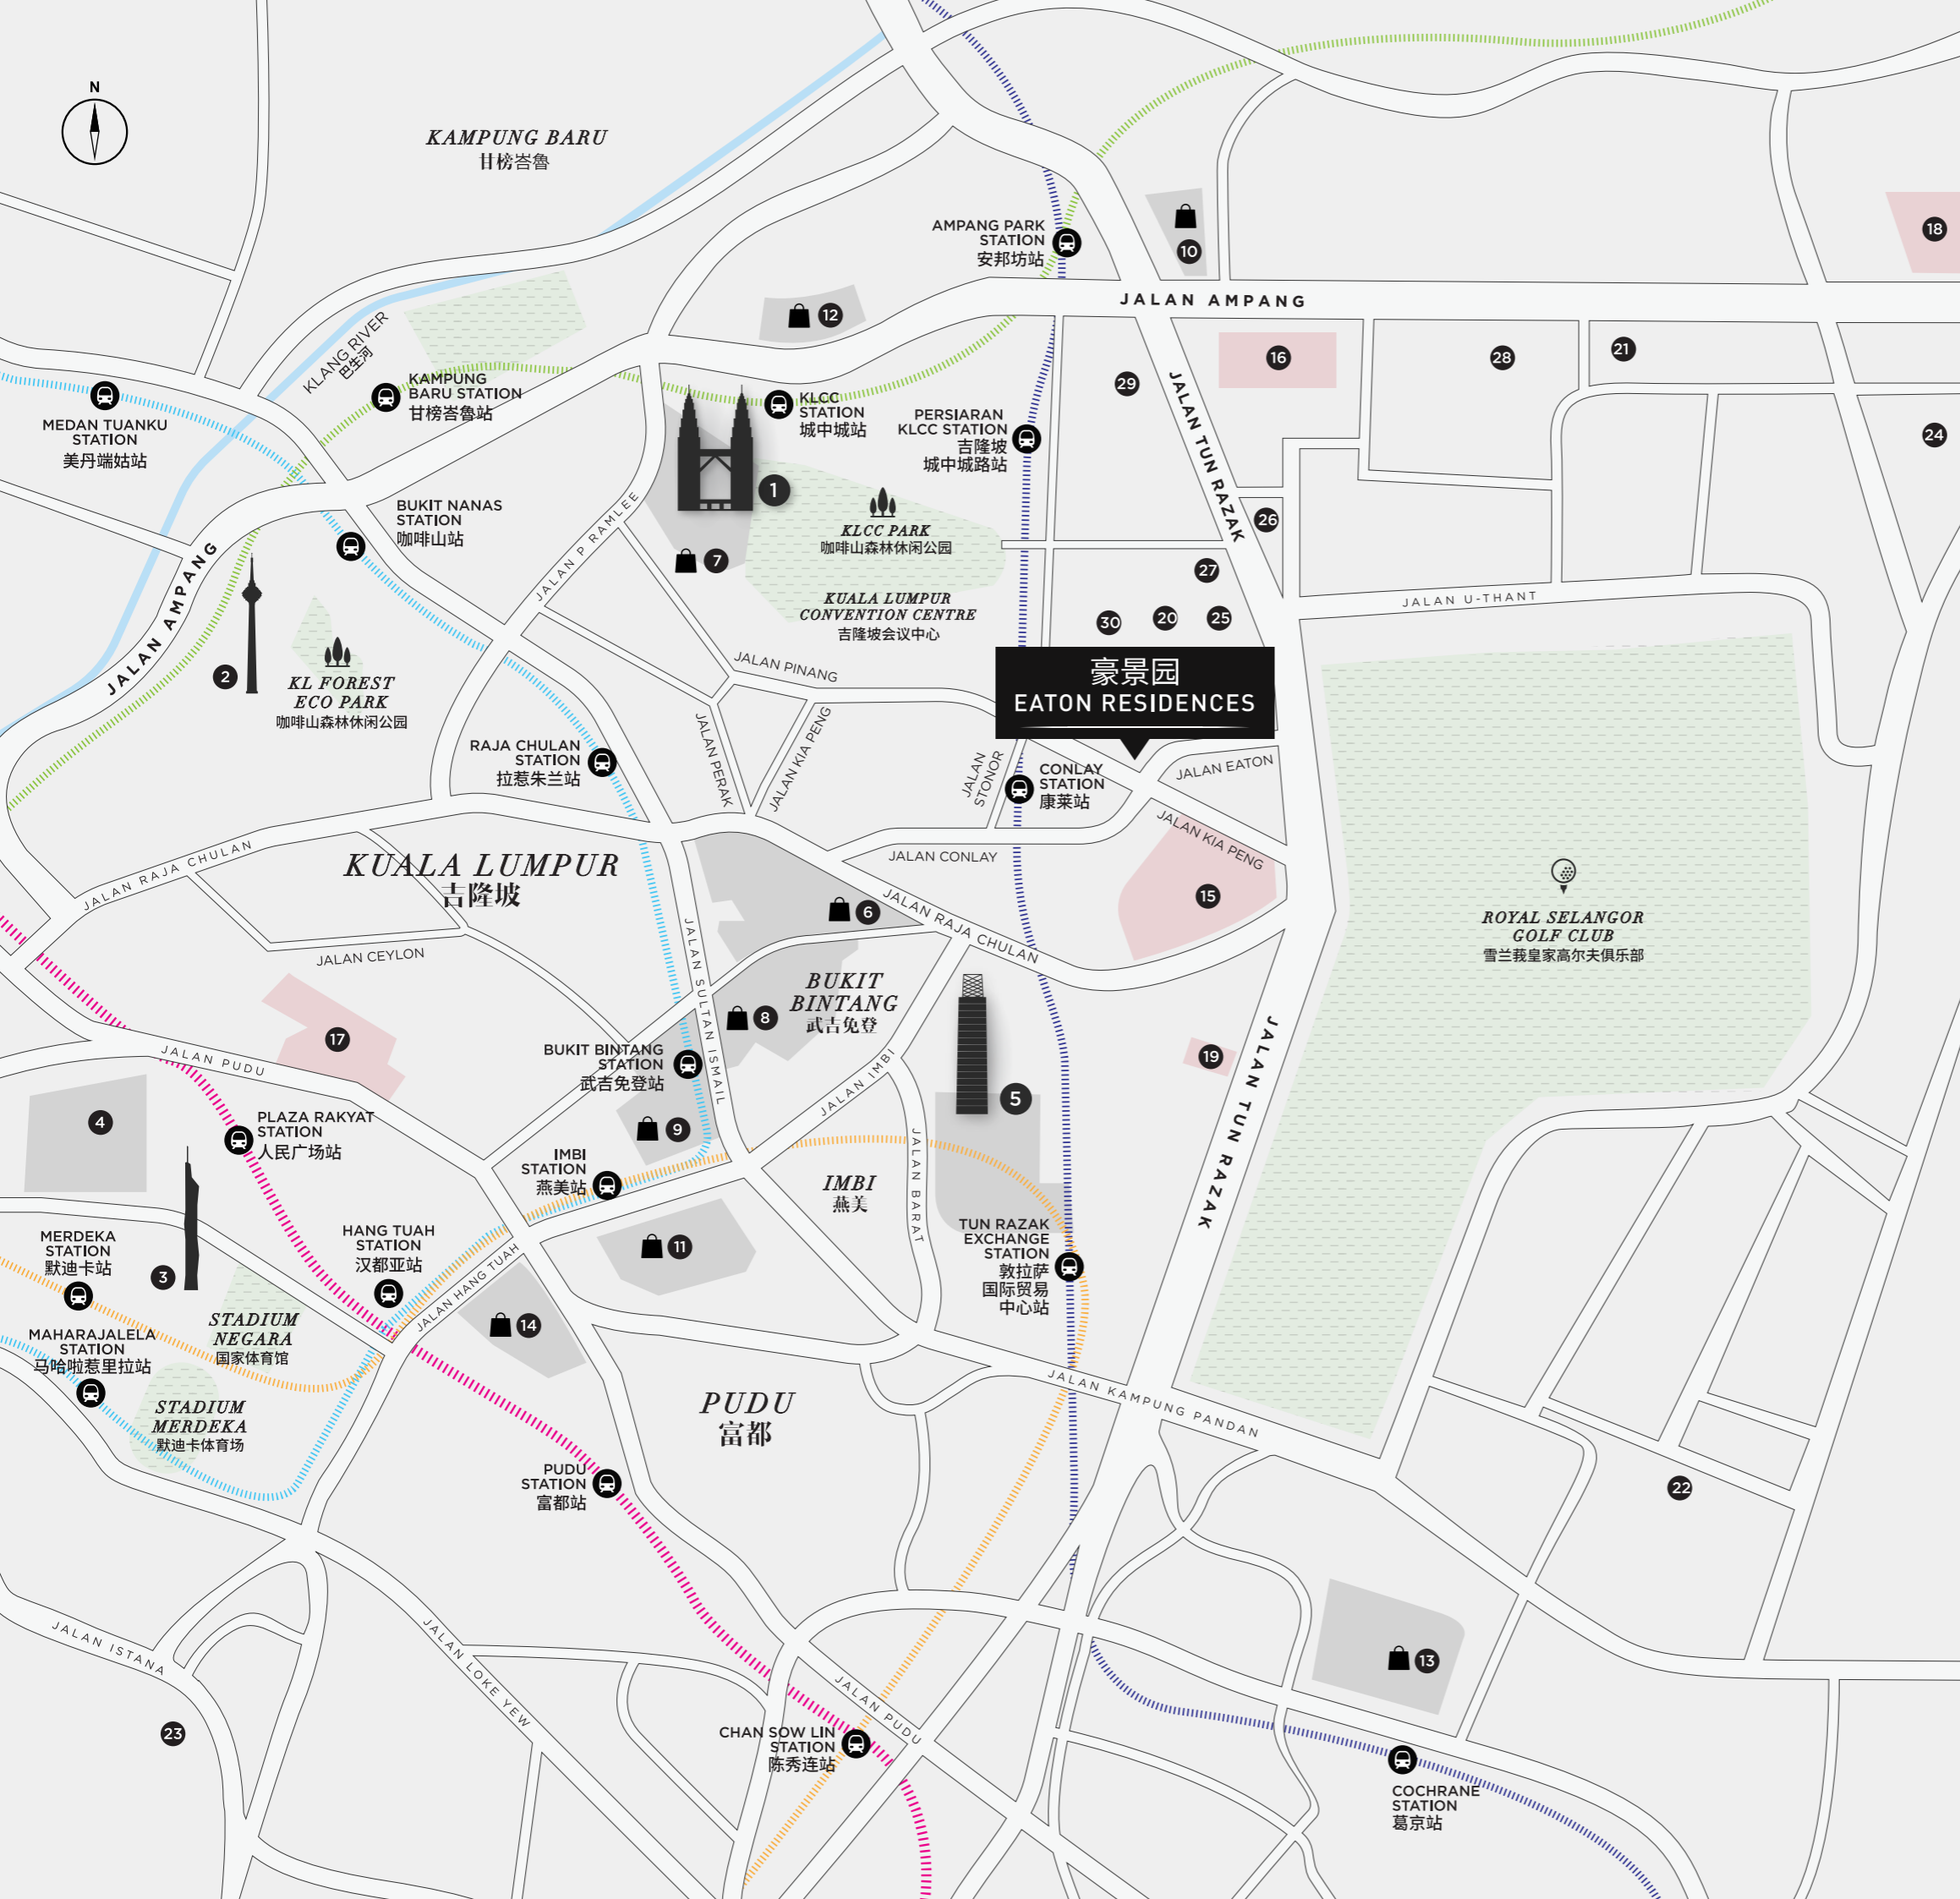 N
KAMPUNG BARU
甘榜峇魯
AMPANG PARK
STATION
安邦坊站
10
18
JALAN AMPANG
KLANG RIVER
巴生河
12
16
28
21
29
JALAN TUN RAZAK
24
MEDAN TUANKU
STATION
美丹端姑站
KAMPUNG
BARU STATION
甘榜峇魯站
KLCC
STATION
城中城站
PERSIARAN
KLCC STATION
吉隆坡
城中城路站
1
BUKIT NANAS
STATION
咖啡山站
JALAN P RAMLEE
7
KLCC PARK
咖啡山森林休闲公园
26
27
KUALA LUMPUR
CONVENTION CENTRE
吉隆坡会议中心
30
20
25
JALAN U-THANT
JALAN AMPANG
2
KL FOREST
ECO PARK
咖啡山森林休闲公园
JALAN PINANG
豪景园
EATON RESIDENCES
JALAN PERAK
JALAN KIA PENG
RAJA CHULAN
STATION
拉惹朱兰站
JALAN
STONOR
CONLAY
STATION
康莱站
JALAN EATON
JALAN KIA PENG
JALAN CONLAY
JALAN RAJA CHULAN
KUALA LUMPUR
吉隆坡
6
JALAN RAJA CHULAN
15
ROYAL SELANGOR
GOLF CLUB
雪兰莪皇家高尔夫俱乐部
JALAN CEYLON
JALAN SULTAN ISMAIL
BUKIT
BINTANG
武吉免登
8
17
JALAN PUDU
BUKIT BINTANG
STATION
武吉免登站
JALAN IMBI
5
19
JALAN TUN RAZAK
4
PLAZA RAKYAT
STATION
人民广场站
9
IMBI
STATION
燕美站
IMBI
燕美
JALAN BARAT
TUN RAZAK
EXCHANGE
STATION
敦拉萨
国际贸易
中心站
MERDEKA
STATION
默迪卡站
3
HANG TUAH
STATION
汉都亚站
JALAN HANG TUAH
11
14
STADIUM
NEGARA
国家体育馆
MAHARAJALELA
STATION
马哈啦惹里拉站
STADIUM
MERDEKA
默迪卡体育场
PUDU
富都
JALAN KAMPUNG PANDAN
PUDU
STATION
富都站
22
JALAN ISTANA
JALAN LOKE YEW
23
JALAN PUDU
CHAN SOW LIN
STATION
陈秀连站
13
COCHRANE
STATION
葛京站